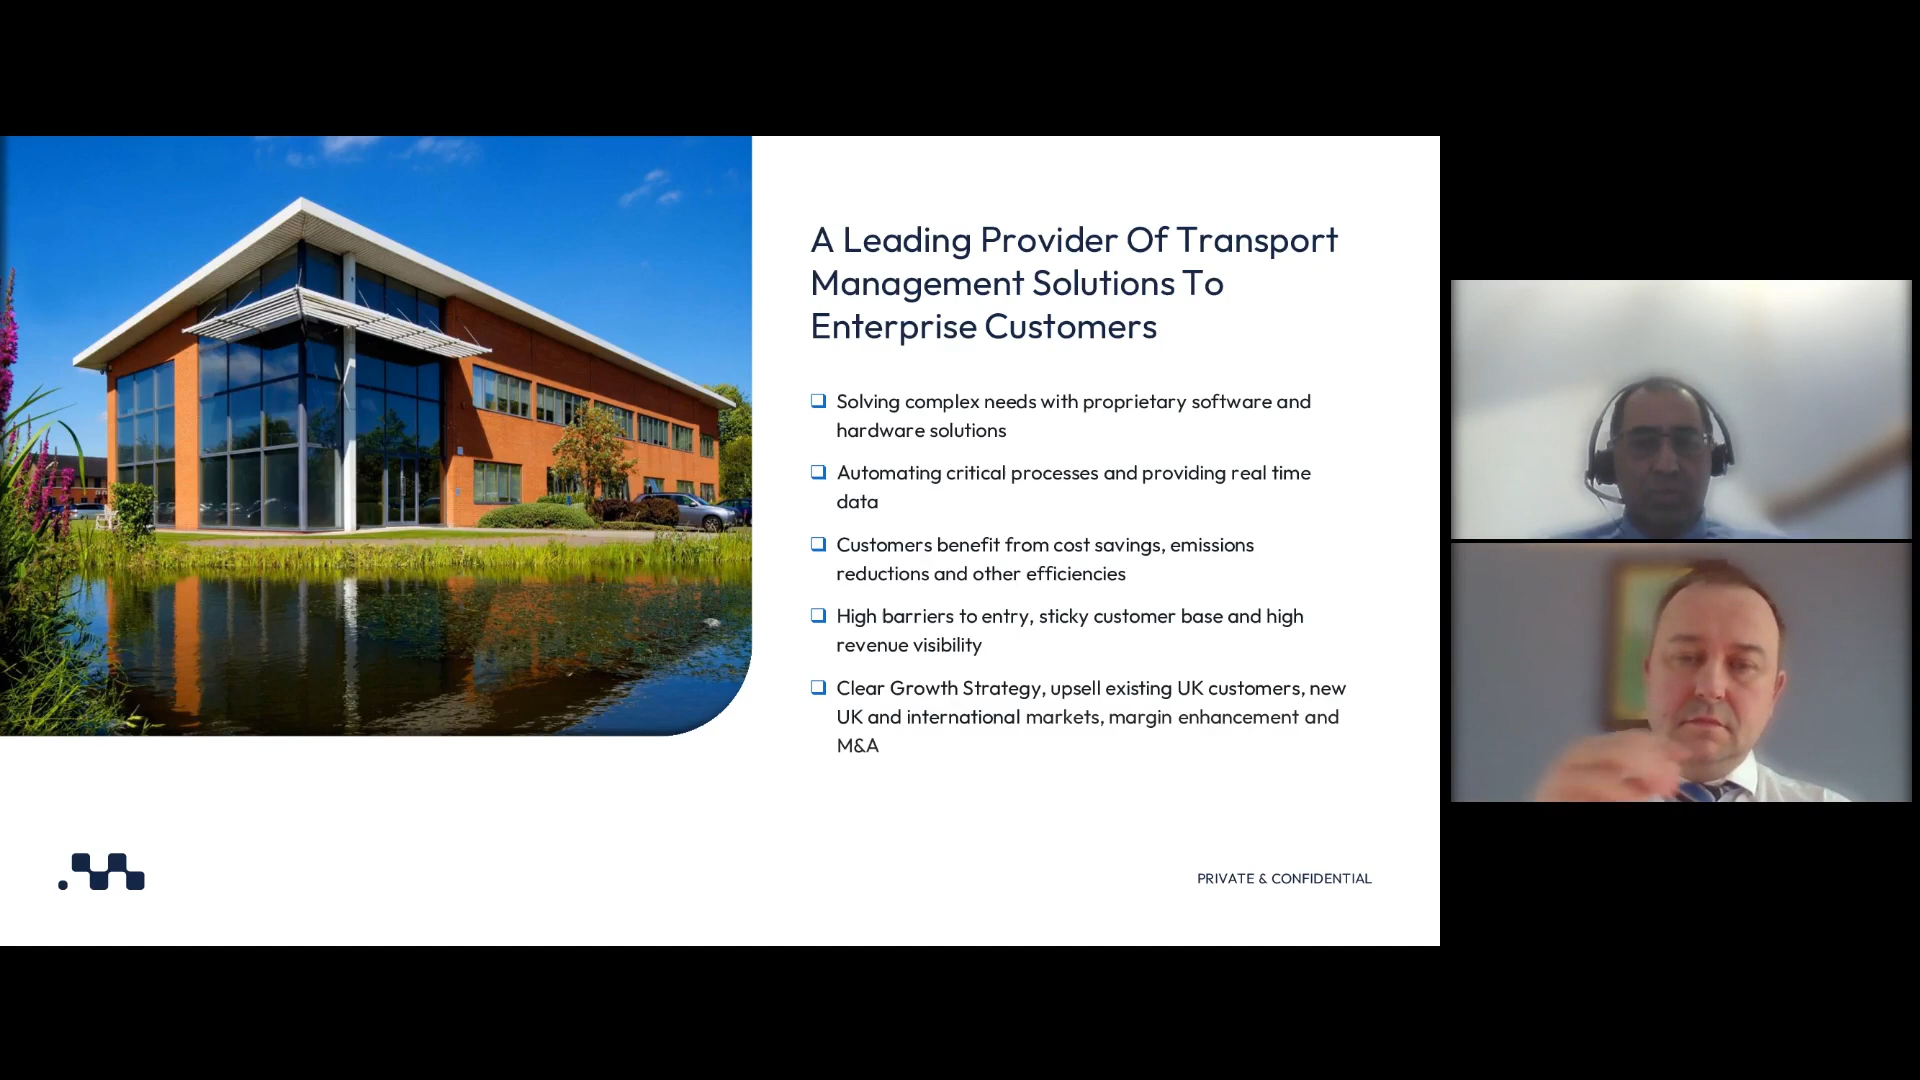 A Leading Provider Of Transport
Management Solutions To
Enterprise Customers
Solving complex needs with proprietary software and
hardware solutions
Automating critical processes and providing real time
data
Customers benefit from cost savings, emissions
reductions and other efficiencies
High barriers to entry, sticky customer base and high
revenue visibility
Clear Growth Strategy, upsell existing UK customers, new
UK and international markets, margin enhancement and
M&A
PRIVATE & CONFIDENTIAL